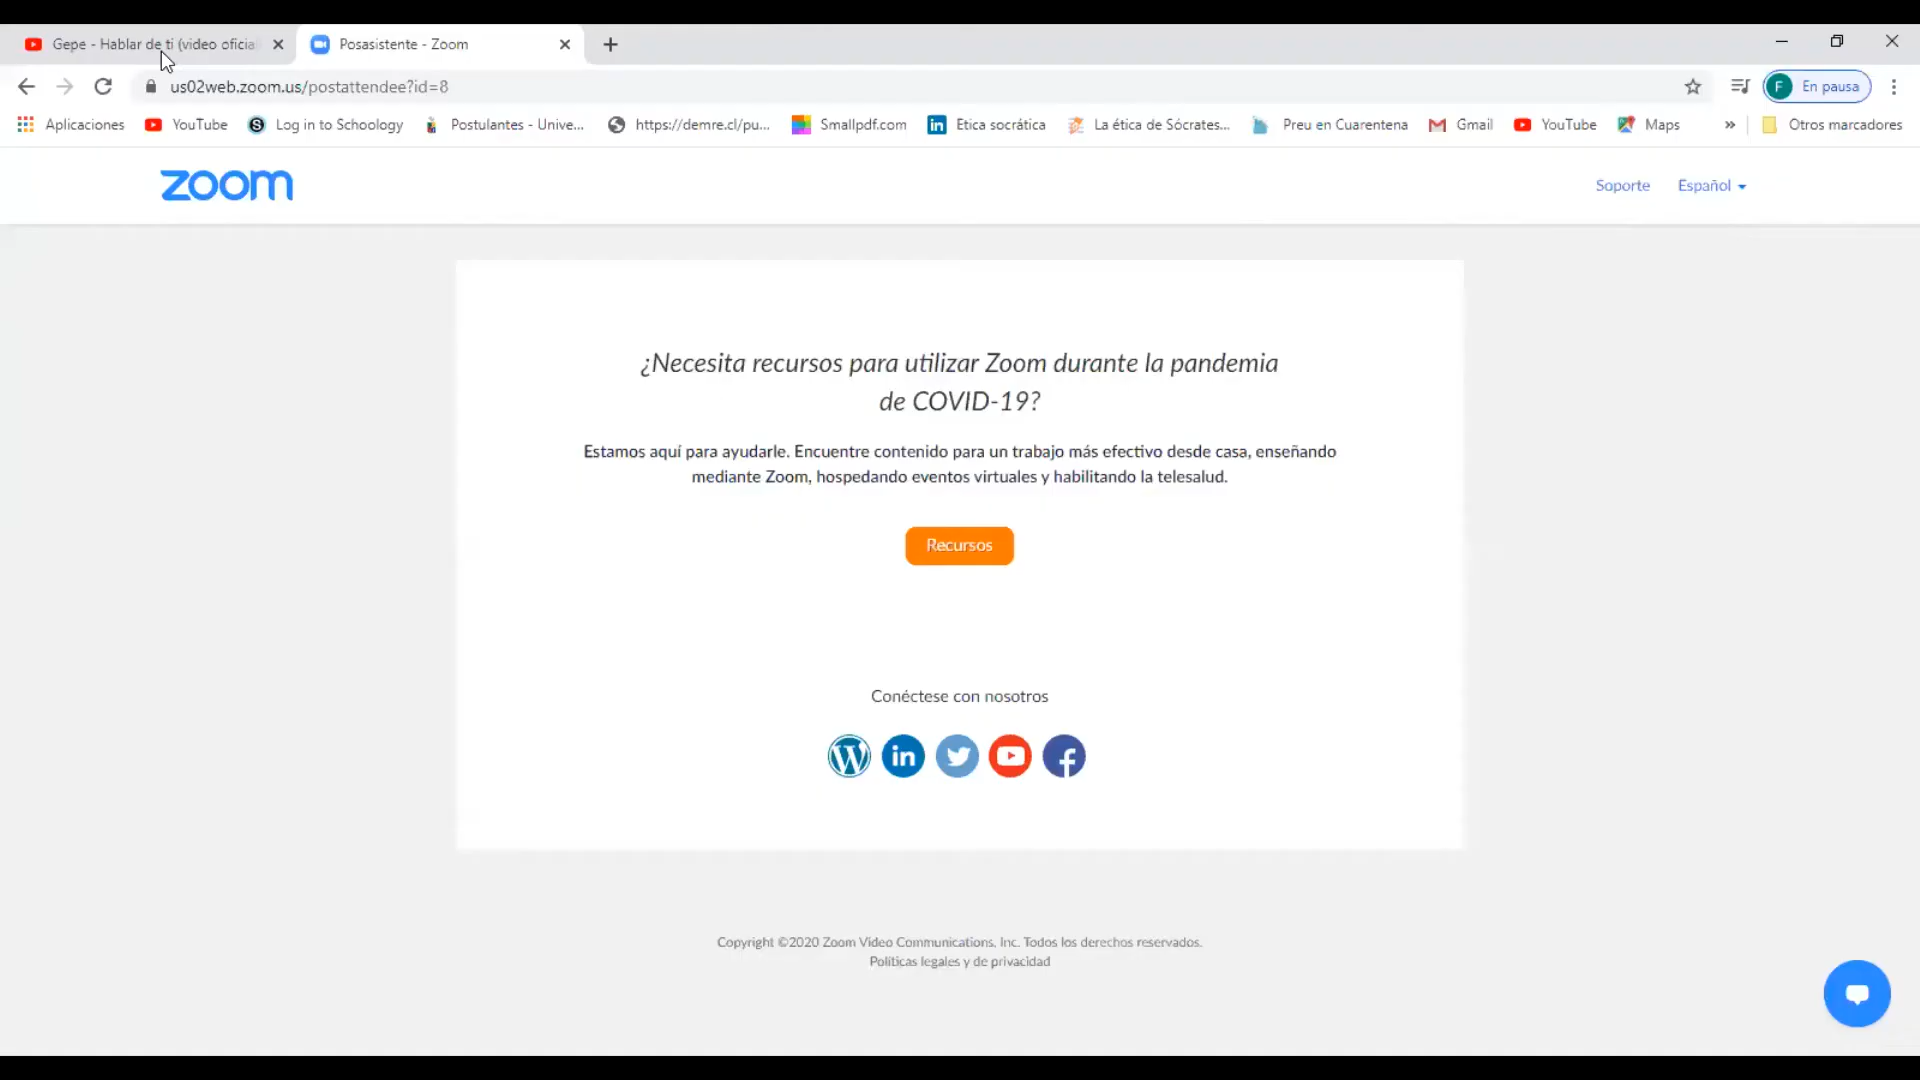 Gepe - Hablar de ti (video oficial
Posasistente - Zoom
us02web.zoom.us/postattendee?id=8
F En pausa
Aplicaciones
YouTube
Log in to Schoology
Postulantes - Unive...
https://demre.cl/pu...
Smallpdf.com
Etica socrática
La ética de Sócrates...
Preu en Cuarentena
Gmail
YouTube
Maps
»
Otros marcadores
zoom
Soporte
Español
¿Necesita recursos para utilizar Zoom durante la pandemia
de COVID-19?
Estamos aquí para ayudarle. Encuentre contenido para un trabajo más efectivo desde casa, enseñando
mediante Zoom, hospedando eventos virtuales y habilitando la telesalud.
Recursos
Conéctese con nosotros
Copyright ©2020 Zoom Video Communications, Inc. Todos los derechos reservados.
Políticas legales y de privacidad